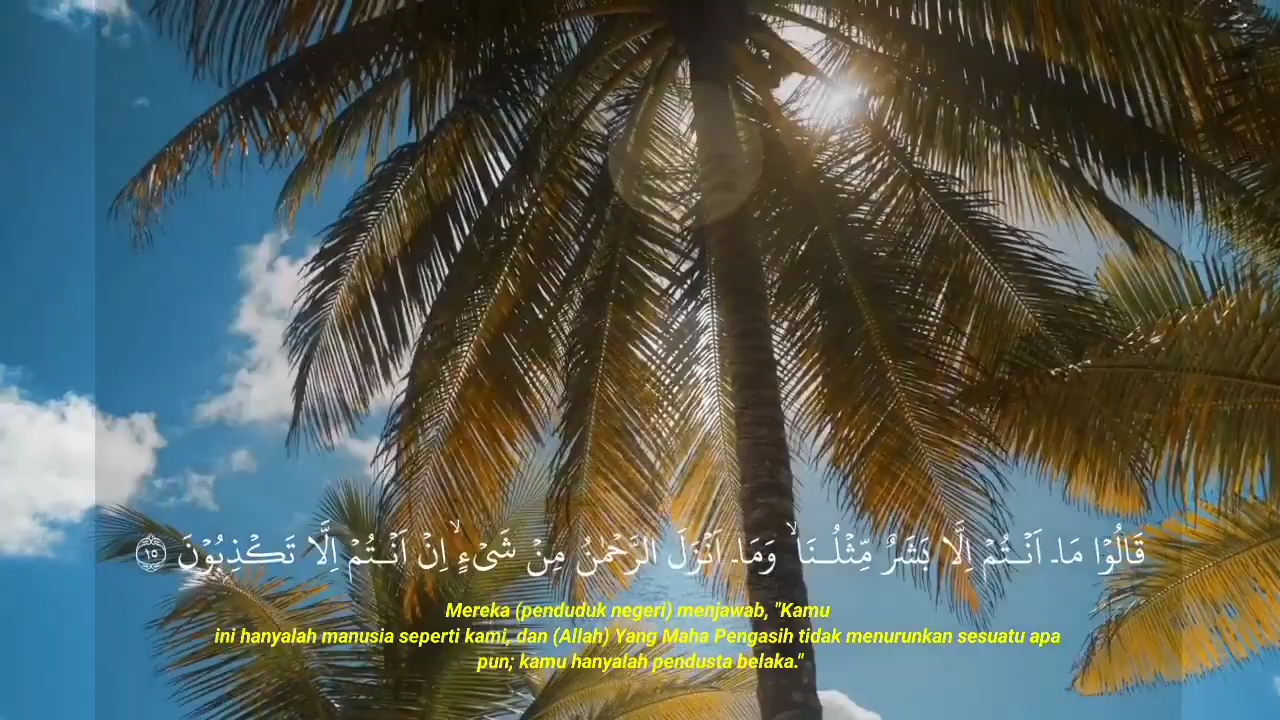 قَالُوْا مَاۤ اَنْـتُمْ اِلَّا بَشَرٌ مِّثْلُـنَا ۙ وَمَاۤ اَنْزَلَ الرَّحْمٰنُ مِنْ شَىْءٍ ۙ اِنْ اَنْـتُمْ اِلَّا تَكْذِبُوْنَ ١٥
Mereka (penduduk negeri) menjawab, "Kamu
ini hanyalah manusia seperti kami, dan (Allah) Yang Maha Pengasih tidak menurunkan sesuatu apa
pun; kamu hanyalah pendusta belaka."